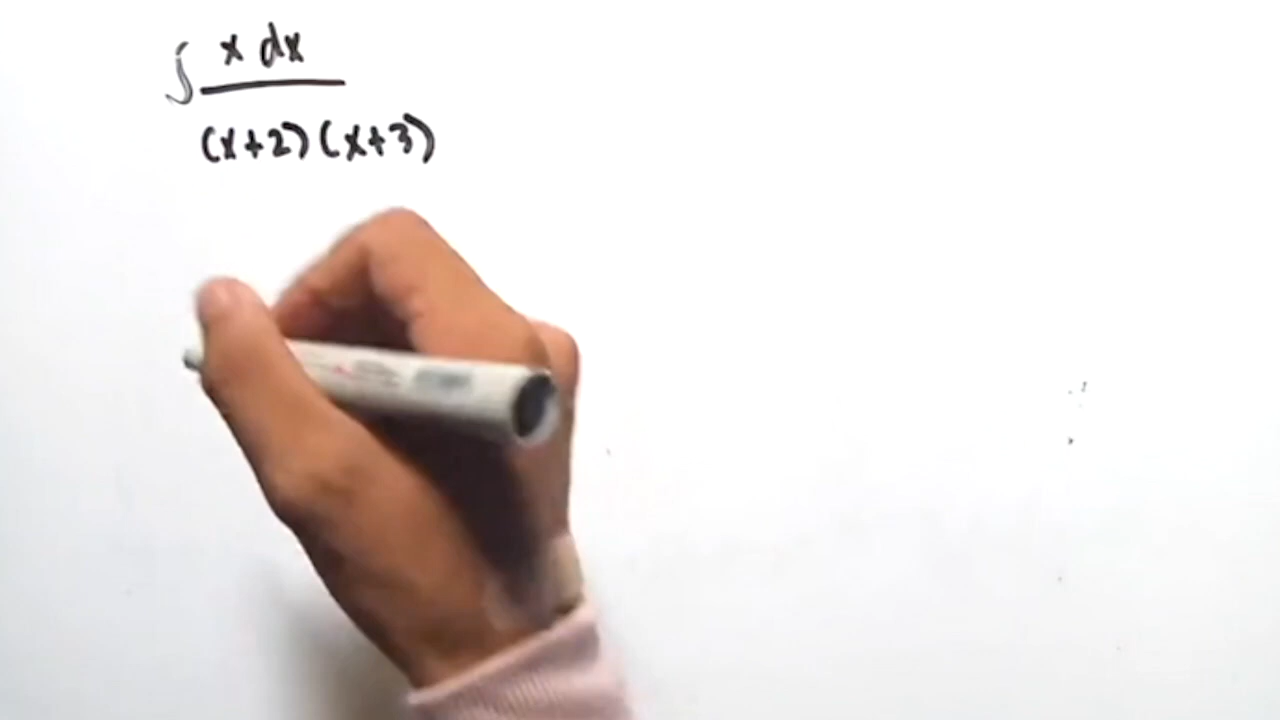 ∫ x dx
(x+2)(x+3)